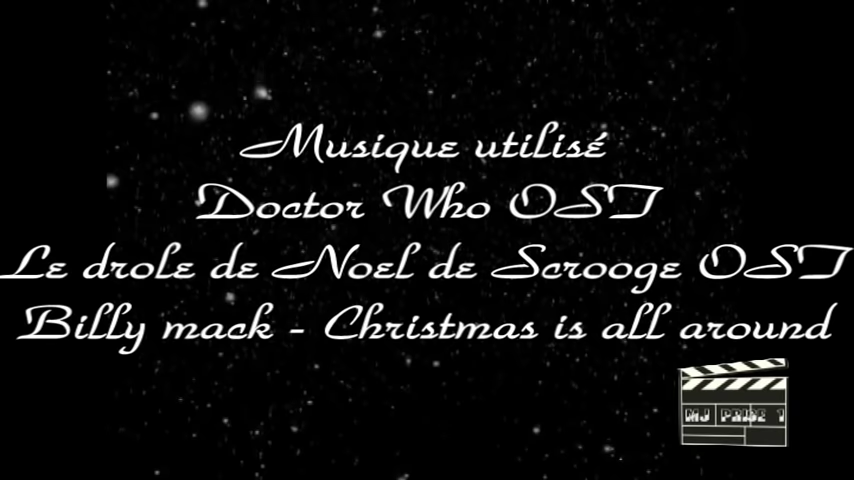 Musique utilisé
Doctor Who OST
Le drole de Noel de Scrooge OST
Billy mack - Christmas is all around
MJ PRIDE 1